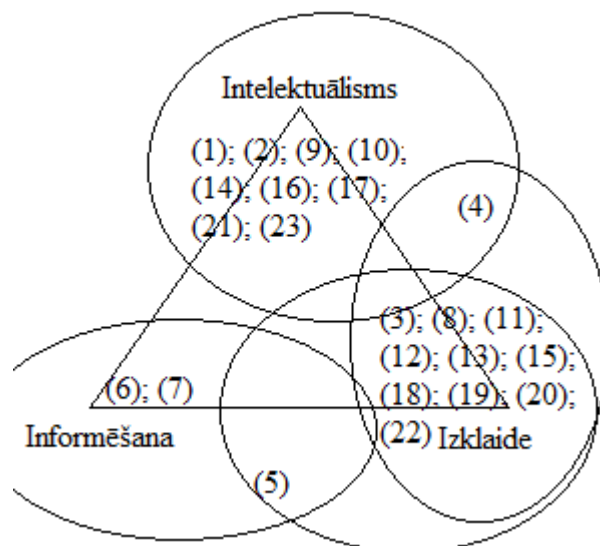 Intelektuālisms
(1); (2); (9); (10);
(14); (16); (17);
(21); (23)
(4)
(3); (8); (11);
(12); (13); (15);
(18); (19); (20);
(22) Izklaide
(6); (7)
Informēšana
(5)